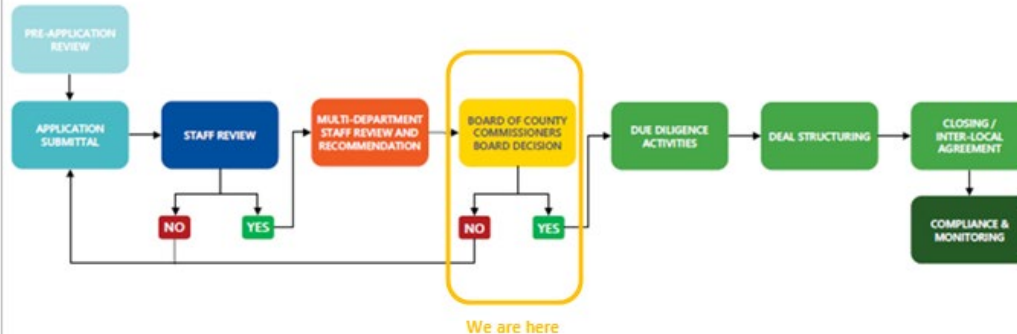 PRE-APPLICATION
REVIEW
APPLICATION
SUBMITTAL
STAFF REVIEW
MULTI-DEPARTMENT
STAFF REVIEW AND
RECOMMENDATION
BOARD OF COUNTY
COMMISSIONERS
BOARD DECISION
DUE DILIGENCE
ACTIVITIES
DEAL STRUCTURING
CLOSING /
INTER-LOCAL
AGREEMENT
NO
YES
NO
YES
COMPLIANCE &
MONITORING
We are here